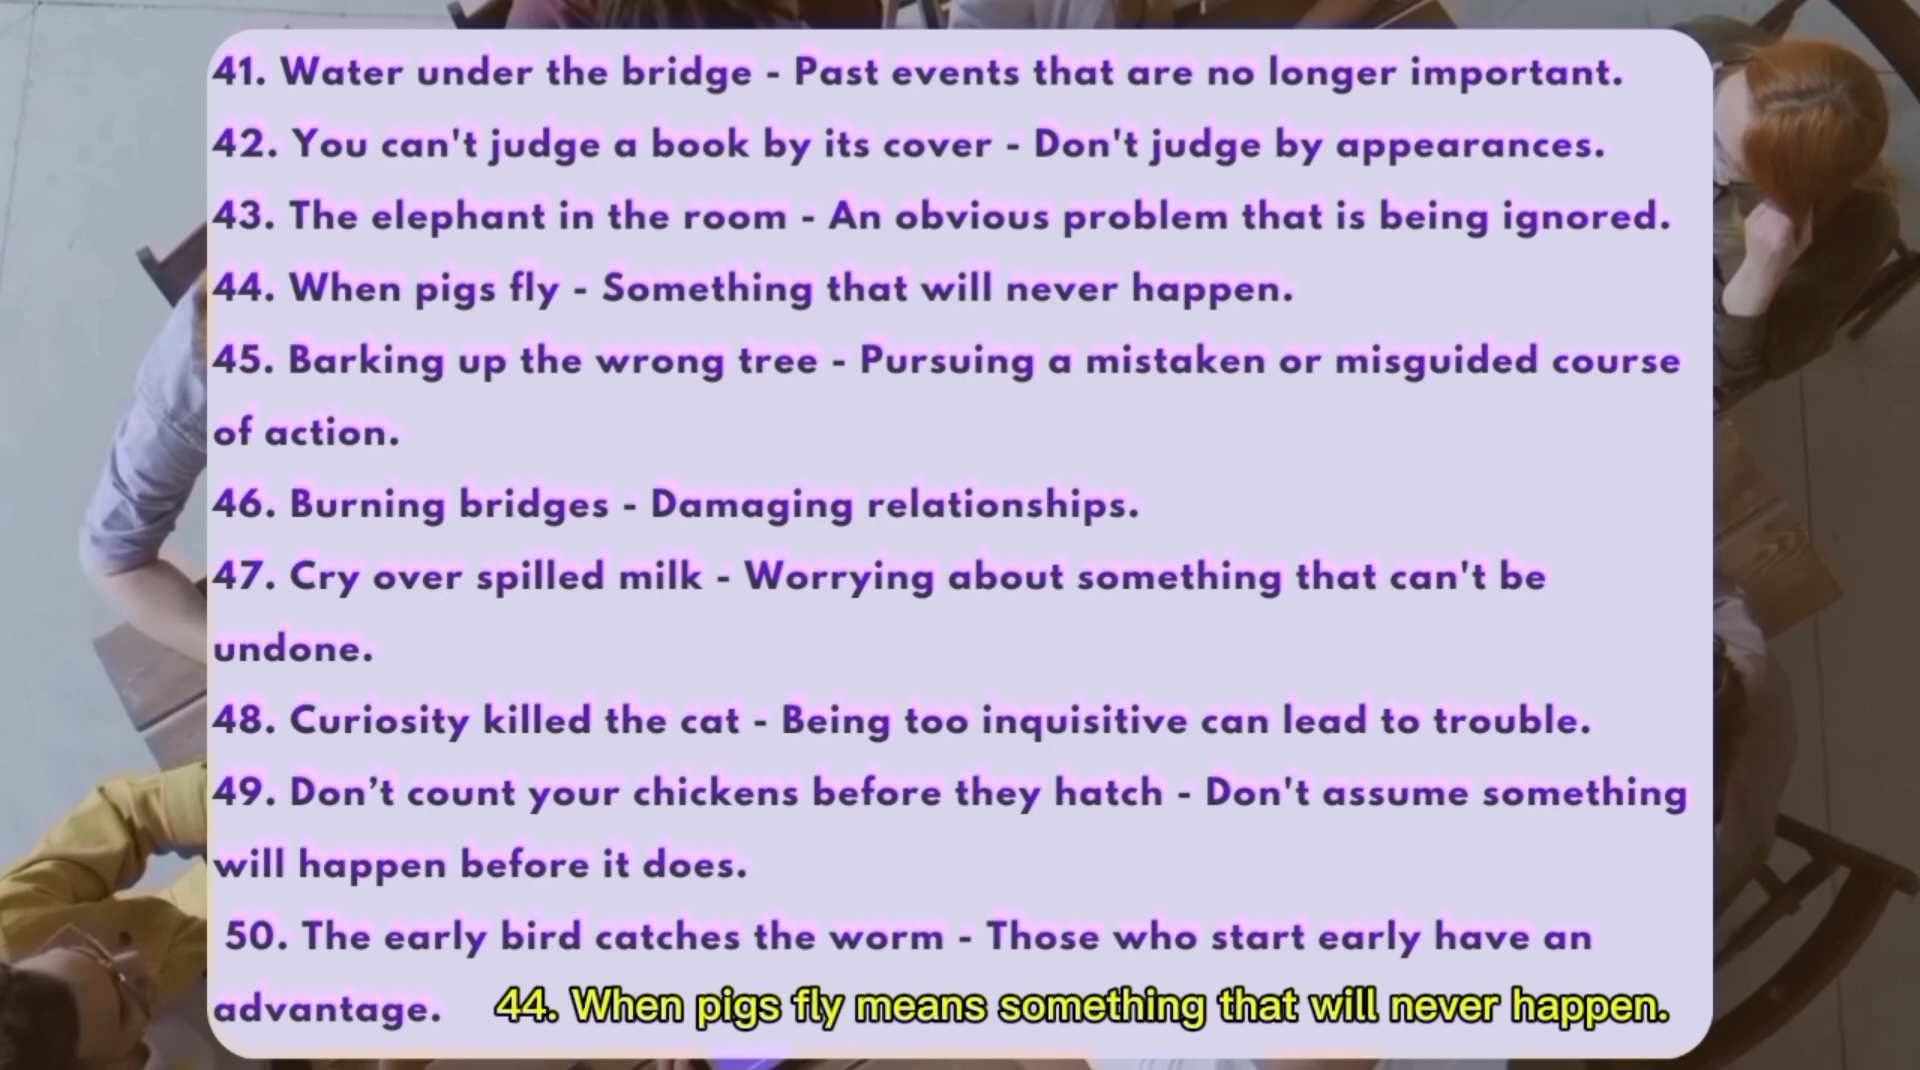 41. Water under the bridge - Past events that are no longer important.
42. You can't judge a book by its cover - Don't judge by appearances.
43. The elephant in the room - An obvious problem that is being ignored.
44. When pigs fly - Something that will never happen.
45. Barking up the wrong tree - Pursuing a mistaken or misguided course
of action.
46. Burning bridges - Damaging relationships.
47. Cry over spilled milk - Worrying about something that can't be
undone.
48. Curiosity killed the cat - Being too inquisitive can lead to trouble.
49. Don’t count your chickens before they hatch - Don't assume something
will happen before it does.
50. The early bird catches the worm - Those who start early have an
advantage.
44. When pigs fly means something that will never happen.